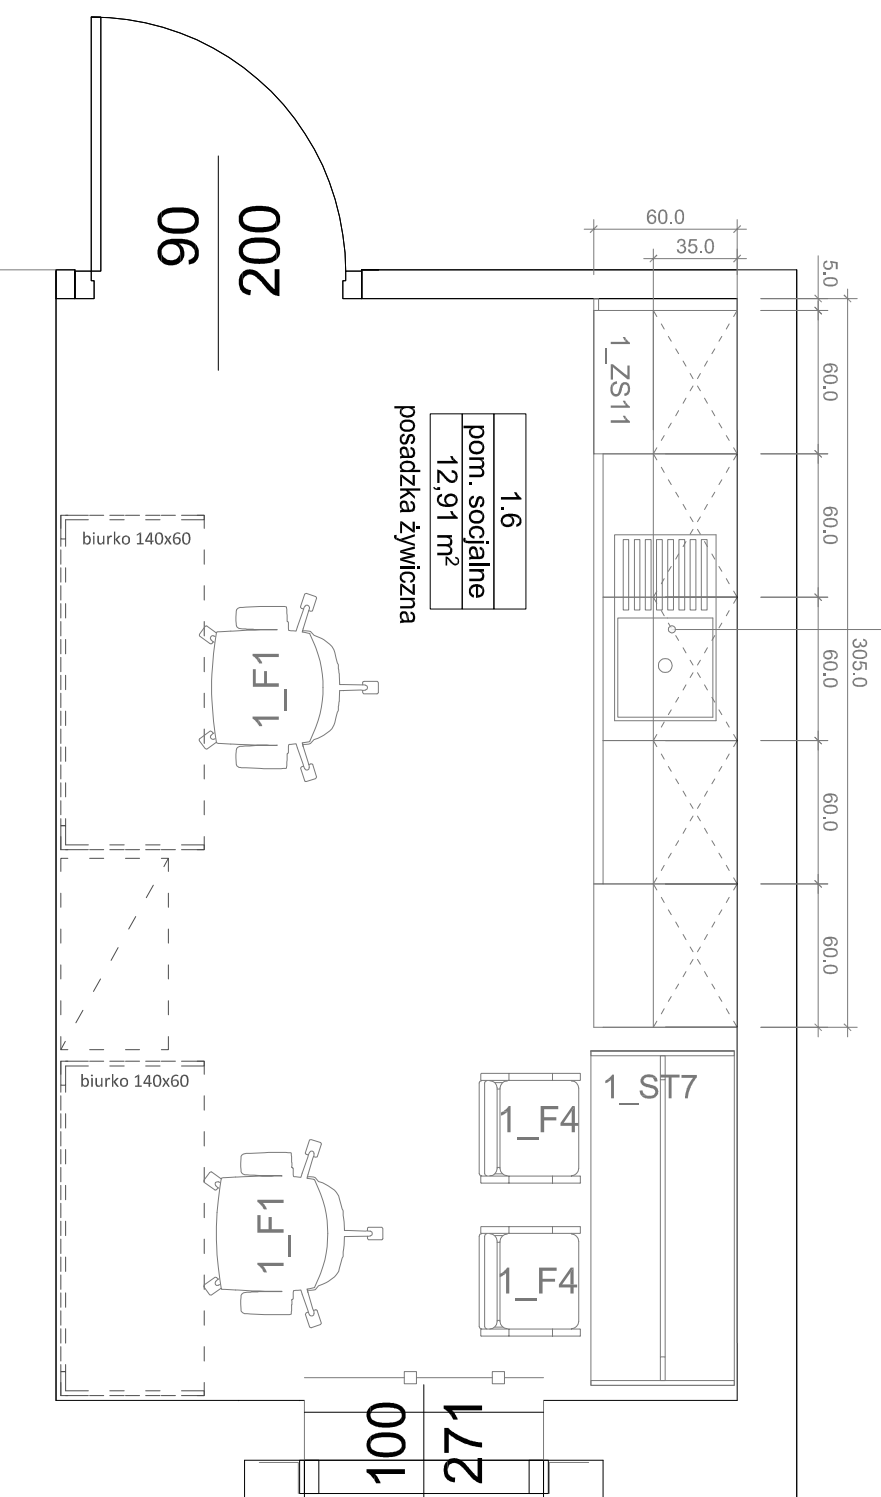 90
200
60.0
35.0
5.0
60.0
60.0
60.0
60.0
60.0
305.0
1_ZS11
1.6
pom. socjalne
12,91 m²
posadzka żywiczna
biurko 140x60
1_F1
biurko 140x60
1_F1
1_ST7
1_F4
1_F4
100
271